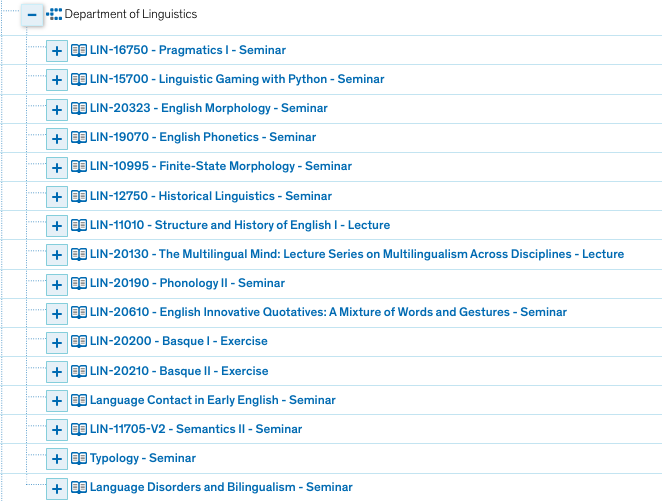 Department of Linguistics
LIN-16750 - Pragmatics I - Seminar
LIN-15700 - Linguistic Gaming with Python - Seminar
LIN-20323 - English Morphology - Seminar
LIN-19070 - English Phonetics - Seminar
LIN-10995 - Finite-State Morphology - Seminar
LIN-12750 - Historical Linguistics - Seminar
LIN-11010 - Structure and History of English I - Lecture
LIN-20130 - The Multilingual Mind: Lecture Series on Multilingualism Across Disciplines - Lecture
LIN-20190 - Phonology II - Seminar
LIN-20610 - English Innovative Quotatives: A Mixture of Words and Gestures - Seminar
LIN-20200 - Basque I - Exercise
LIN-20210 - Basque II - Exercise
Language Contact in Early English - Seminar
LIN-11705-V2 - Semantics II - Seminar
Typology - Seminar
Language Disorders and Bilingualism - Seminar